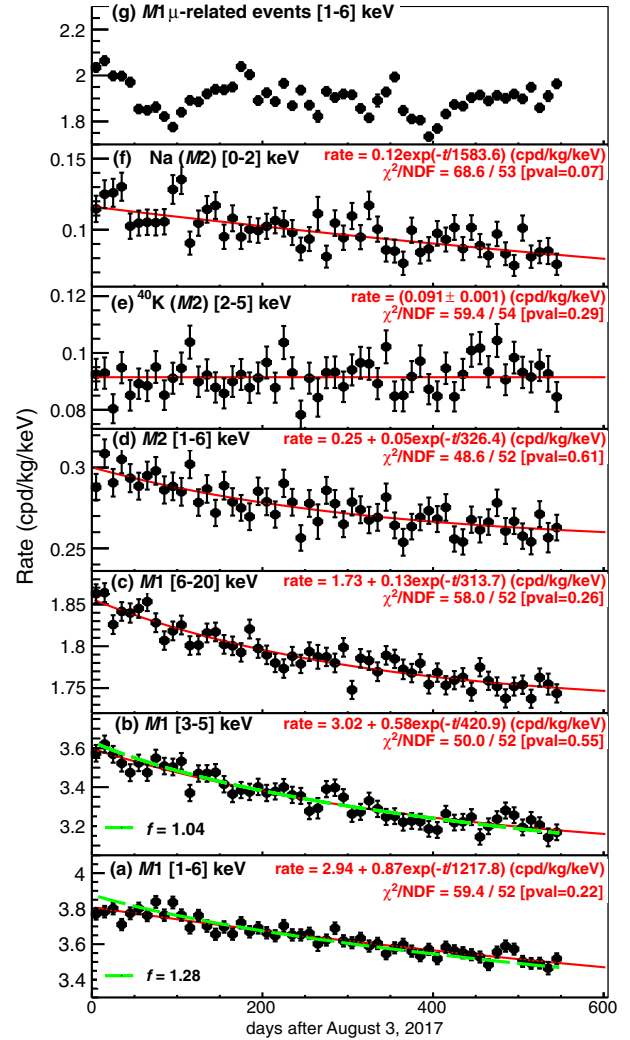 (g) M1 μ-related events [1-6] keV
2.2
2
1.8
(f) Na (M2) [0-2] keV
rate = 0.12exp(-t/1583.6) (cpd/kg/keV)
χ²/NDF = 68.6 / 53 [pval=0.07]
0.15
0.1
(e) ⁴⁰K (M2) [2-5] keV
rate = (0.091± 0.001) (cpd/kg/keV)
χ²/NDF = 59.4 / 54 [pval=0.29]
0.12
0.1
0.08
(d) M2 [1-6] keV
rate = 0.25 + 0.05exp(-t/326.4) (cpd/kg/keV)
χ²/NDF = 48.6 / 52 [pval=0.61]
0.3
0.25
(c) M1 [6-20] keV
rate = 1.73 + 0.13exp(-t/313.7) (cpd/kg/keV)
χ²/NDF = 58.0 / 52 [pval=0.26]
1.85
1.8
1.75
(b) M1 [3-5] keV
rate = 3.02 + 0.58exp(-t/420.9) (cpd/kg/keV)
χ²/NDF = 50.0 / 52 [pval=0.55]
3.6
3.4
3.2
f = 1.04
(a) M1 [1-6] keV
rate = 2.94 + 0.87exp(-t/1217.8) (cpd/kg/keV)
χ²/NDF = 59.4 / 52 [pval=0.22]
4
3.8
3.6
3.4
f = 1.28
0 200 400 600
days after August 3, 2017
Rate (cpd/kg/keV)